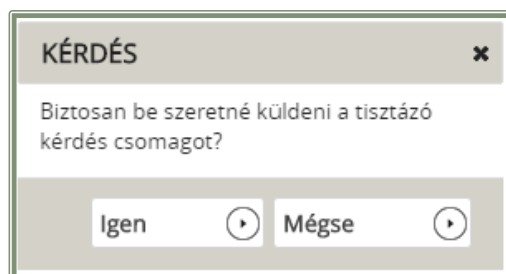 KÉRDÉS
Biztosan be szeretné küldeni a tisztázó
kérdés csomagot?
Igen Mégse